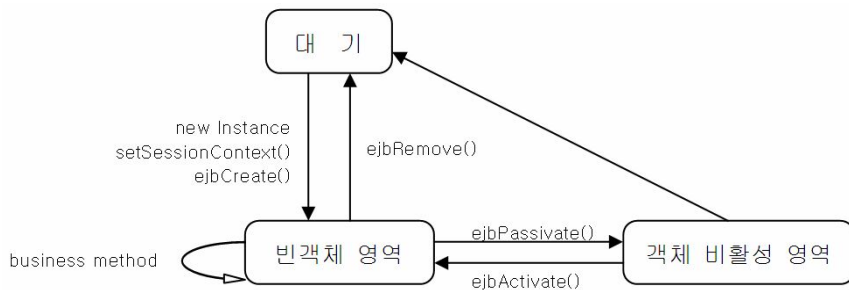 대 기
new Instance
setSessionContext()
ejbCreate()
ejbRemove()
빈객체 영역
ejbPassivate()
객체 비활성 영역
business method
ejbActivate()